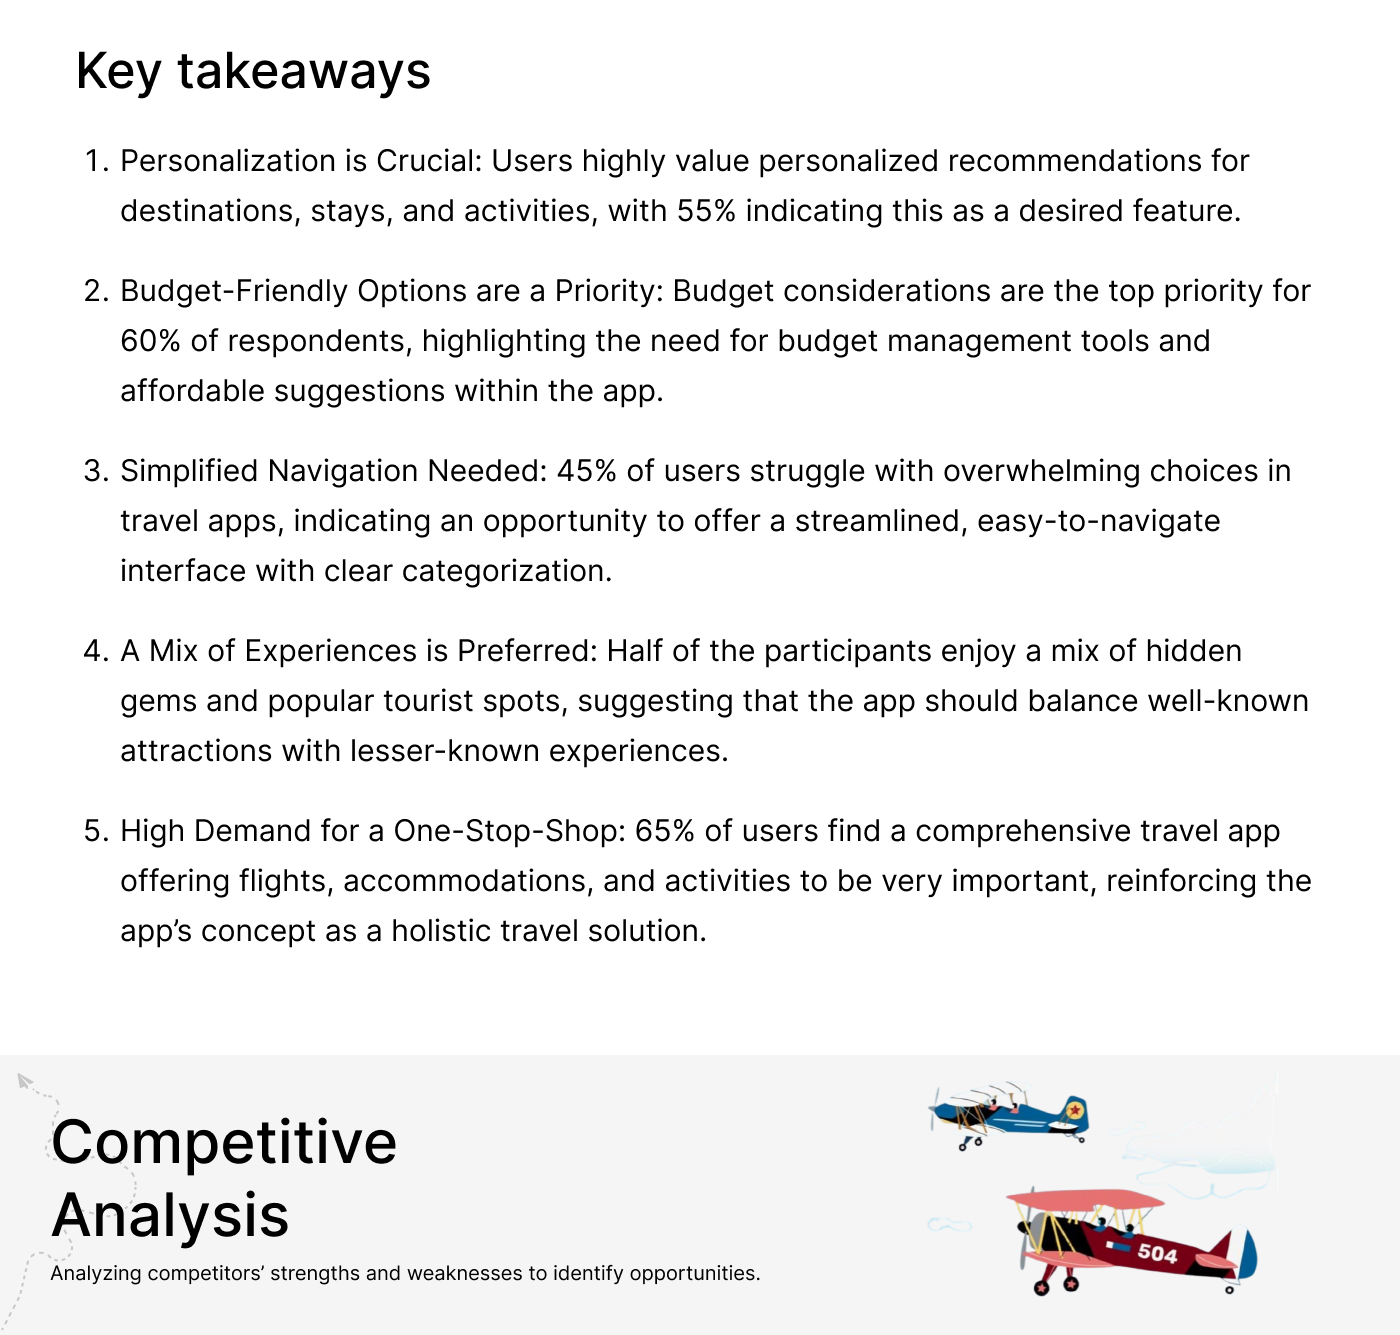 Key takeaways
1. Personalization is Crucial: Users highly value personalized recommendations for
destinations, stays, and activities, with 55% indicating this as a desired feature.
2. Budget-Friendly Options are a Priority: Budget considerations are the top priority for
60% of respondents, highlighting the need for budget management tools and
affordable suggestions within the app.
3. Simplified Navigation Needed: 45% of users struggle with overwhelming choices in
travel apps, indicating an opportunity to offer a streamlined, easy-to-navigate
interface with clear categorization.
4. A Mix of Experiences is Preferred: Half of the participants enjoy a mix of hidden
gems and popular tourist spots, suggesting that the app should balance well-known
attractions with lesser-known experiences.
5. High Demand for a One-Stop-Shop: 65% of users find a comprehensive travel app
offering flights, accommodations, and activities to be very important, reinforcing the
app’s concept as a holistic travel solution.
Competitive
Analysis
Analyzing competitors’ strengths and weaknesses to identify opportunities.
504